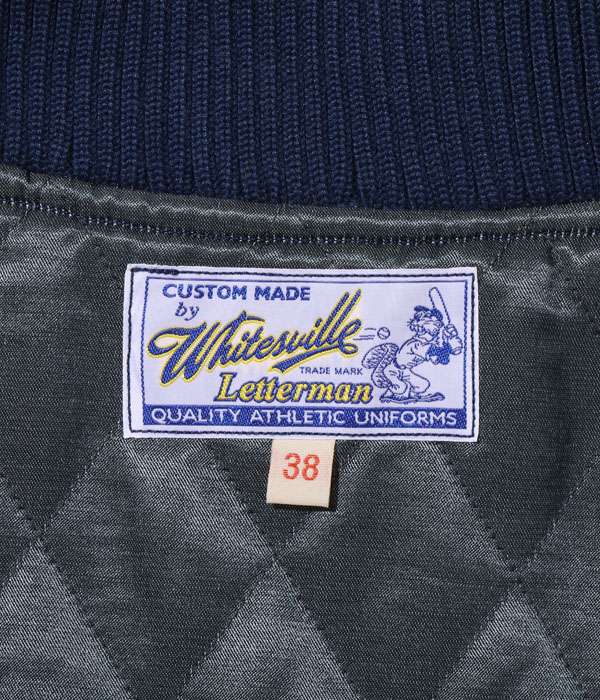 CUSTOM MADE
by
Whitesville
TRADE MARK
Letterman
QUALITY ATHLETIC UNIFORMS
38